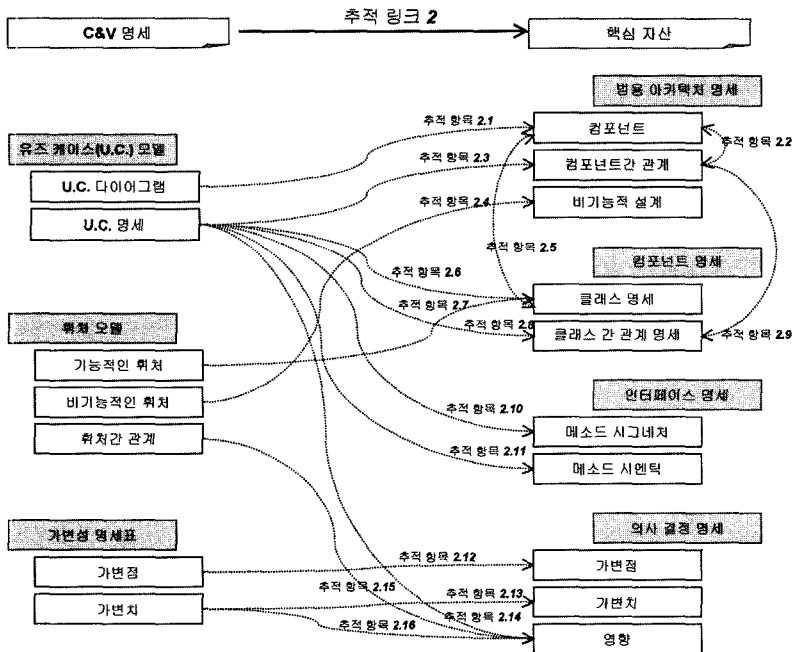 추적 링크 2
C&V 명세
핵심 자산
범용 아키텍처 명세
추적 항목 2.1
컴포넌트
추적 항목 2.2
유즈 케이스(U.C.) 모델
추적 항목 2.3
컴포넌트간 관계
U.C. 다이어그램
추적 항목 2.4
비기능적 설계
U.C. 명세
추적 항목 2.5
컴포넌트 명세
추적 항목 2.6
클래스 명세
추적 항목 2.7
휘처 모델
추적 항목 2.8
클래스 간 관계 명세
추적 항목 2.9
기능적인 휘처
비기능적인 휘처
인터페이스 명세
추적 항목 2.10
메소드 시그네처
휘처간 관계
추적 항목 2.11
메소드 시멘틱
가변성 명세표
의사 결정 명세
추적 항목 2.12
가변점
가변점
추적 항목 2.15
추적 항목 2.13
가변치
가변치
추적 항목 2.14
추적 항목 2.16
영향